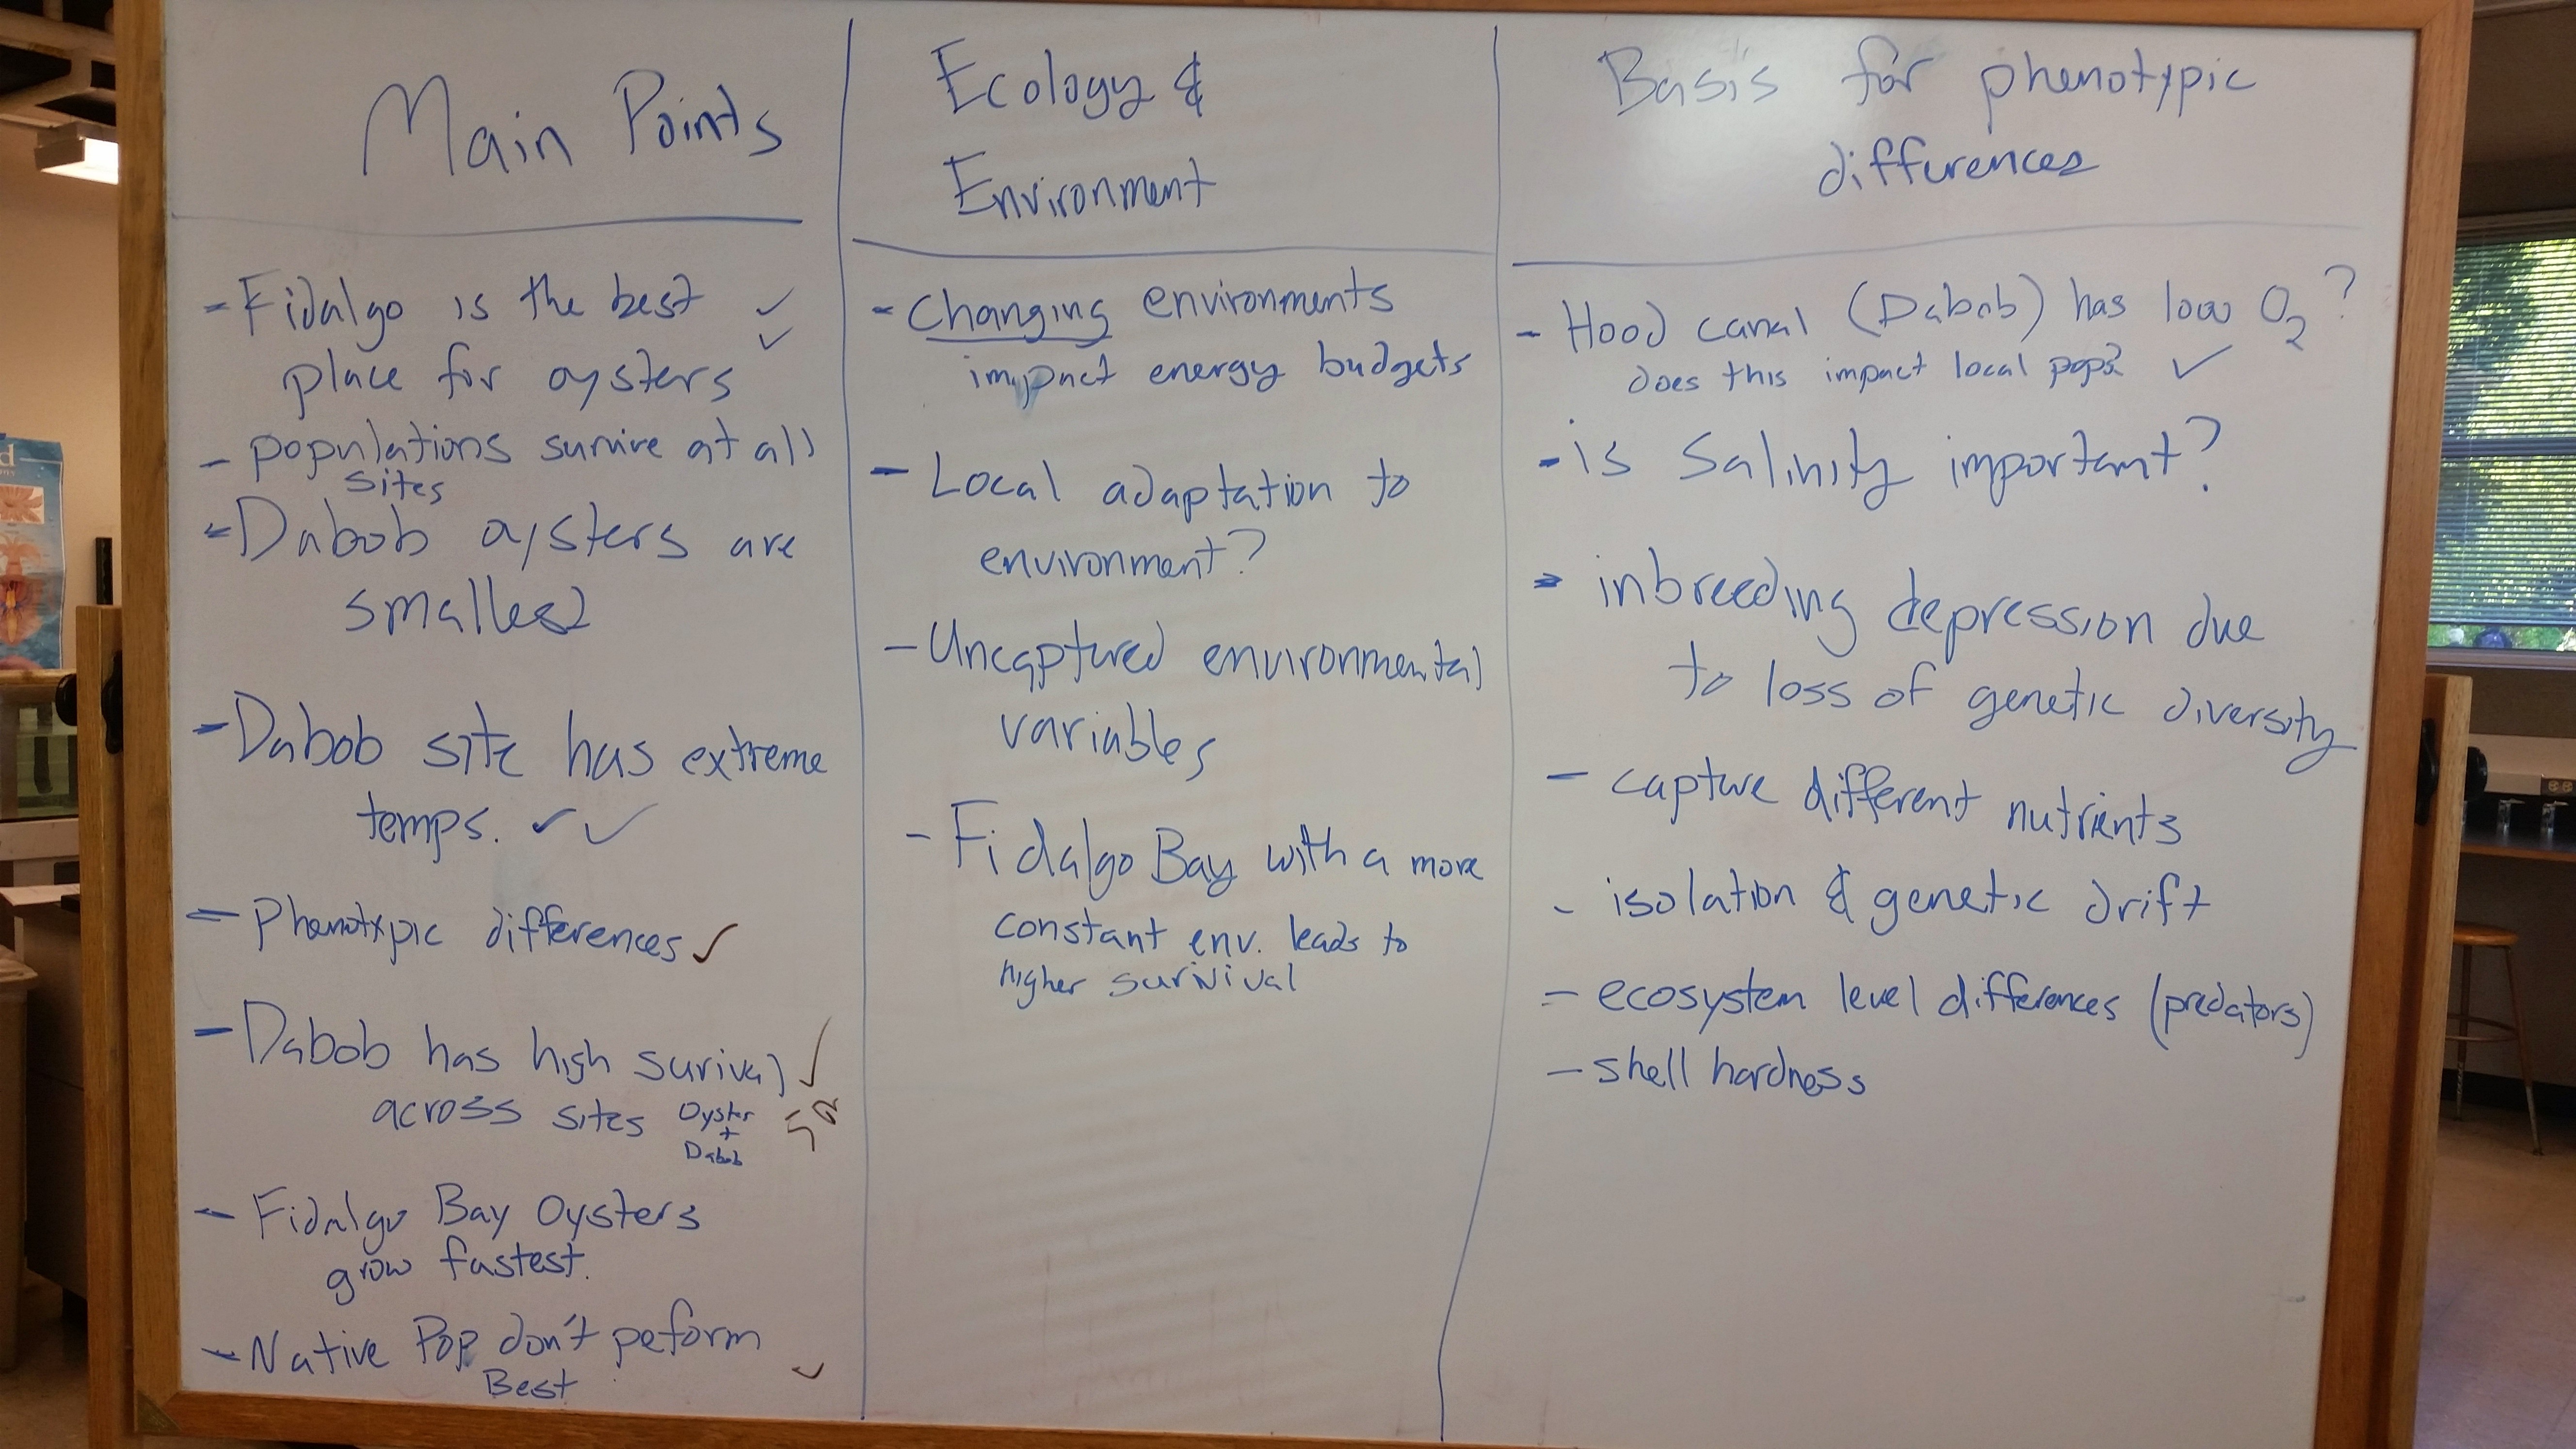 Main Points
- Fidalgo is the best ✓
✓
place for oysters
- populations survive at all
sites
- Dabob oysters are
smallest
- Dabob site has extreme
temps. ✓ ✓
- Phenotypic differences ✓
- Dabob has high surival ✓
across sites Oyster
+
Dabob
- Fidalgo Bay Oysters
grow fastest.
- Native Pop don't peform
Best ✓
Ecology &
Environment
- Changing environments
impact energy budgets
- Local adaptation to
environment?
- Uncaptured environmental
variables
- Fidalgo Bay with a more
constant env. leads to
higher survival
Basis for phenotypic
differences
- Hood canal (Dabob) has low O2?
does this impact local pops? ✓
- is Salinity important?
- inbreeding depression due
to loss of genetic diversity
- capture different nutrients
- isolation & genetic drift
- ecosystem level differences (predators)
- shell hardness